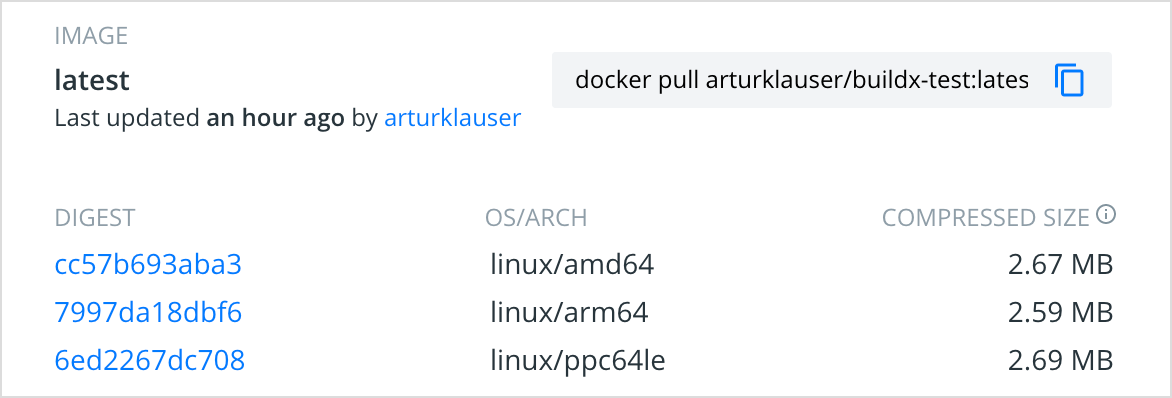 IMAGE
latest
docker pull arturklauser/buildx-test:lates
Last updated an hour ago by arturklauser
DIGEST OS/ARCH COMPRESSED SIZE
cc57b693aba3 linux/amd64 2.67 MB
7997da18dbf6 linux/arm64 2.59 MB
6ed2267dc708 linux/ppc64le 2.69 MB